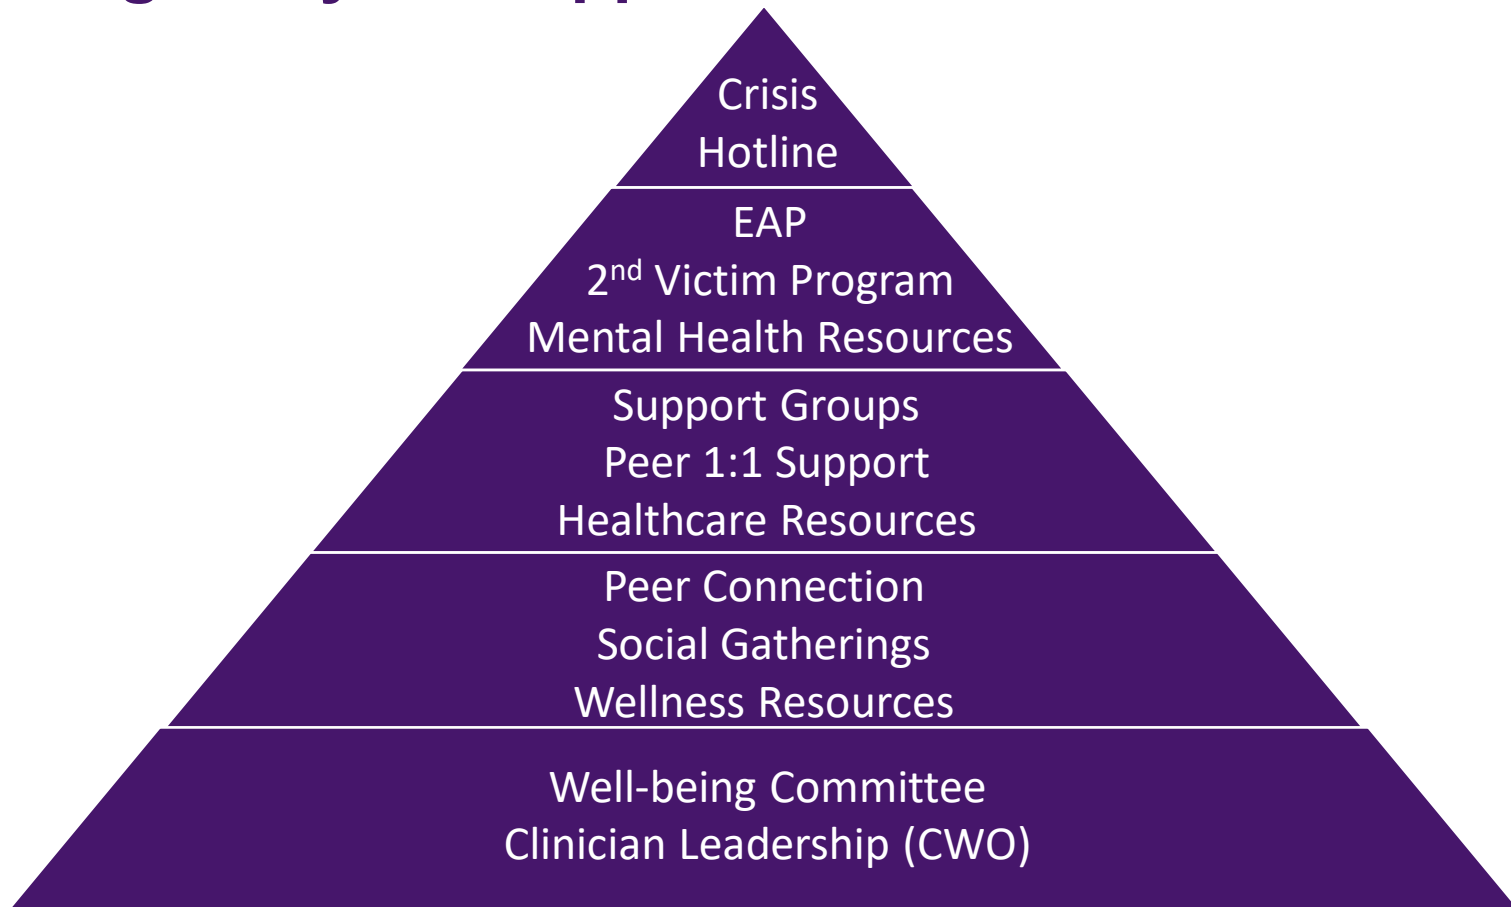 Crisis
Hotline
EAP
2nd Victim Program
Mental Health Resources
Support Groups
Peer 1:1 Support
Healthcare Resources
Peer Connection
Social Gatherings
Wellness Resources
Well-being Committee
Clinician Leadership (CWO)